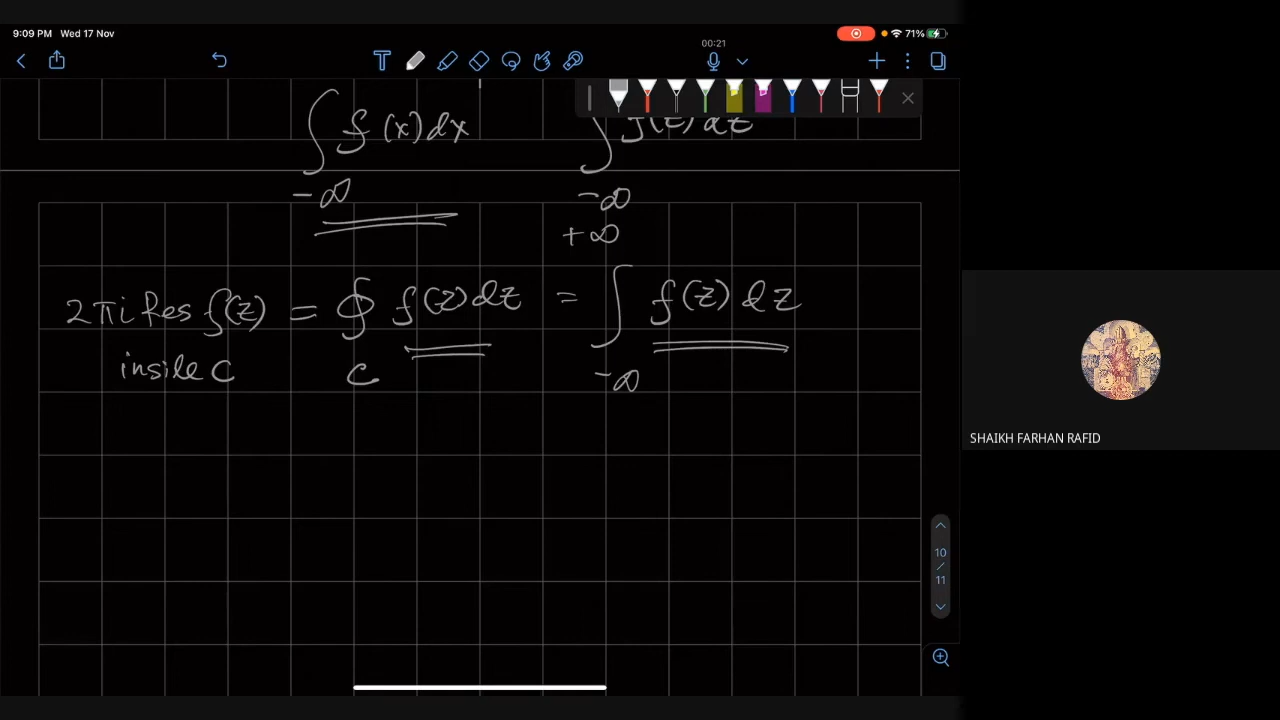 9:09 PM Wed 17 Nov
71%
00:21
∫ f(x)dx ∫ f(z)dz
-∞ -∞
+∞
2πi Res f(z) = ∮ f(z)dz = ∫ f(z)dz
inside C C -∞
SHAIKH FARHAN RAFID
10
/
11